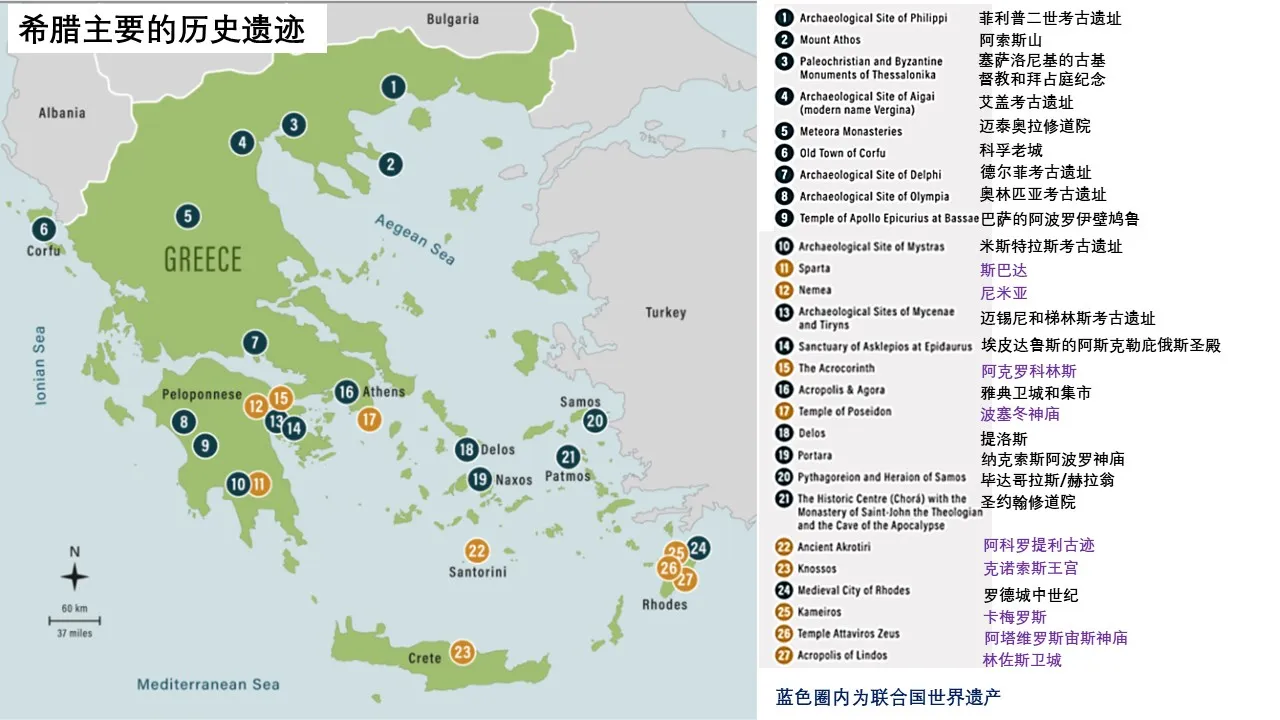 希腊主要的历史遗迹
Bulgaria
Albania
GREECE
Corfu
Aegean Sea
Turkey
Ionian Sea
Peloponnese
Athens
Samos
Delos
Naxos
Patmos
Santorini
Rhodes
Crete
Mediterranean Sea
N
60 km
37 miles
1
2
3
4
5
6
7
8
9
10
11
12
13
14
15
16
17
18
19
20
21
22
23
24
25
26
27
1 Archaeological Site of Philippi 菲利普二世考古遗址
2 Mount Athos 阿索斯山
3 Paleochristian and Byzantine 塞萨洛尼基的古基
Monuments of Thessalonika 督教和拜占庭纪念
4 Archaeological Site of Aigai 艾盖考古遗址
(modern name Vergina)
5 Meteora Monasteries 迈泰奥拉修道院
6 Old Town of Corfu 科孚老城
7 Archaeological Site of Delphi 德尔菲考古遗址
8 Archaeological Site of Olympia 奥林匹亚考古遗址
9 Temple of Apollo Epicurius at Bassae 巴萨的阿波罗伊壁鸠鲁
10 Archaeological Site of Mystras 米斯特拉斯考古遗址
11 Sparta 斯巴达
12 Nemea 尼米亚
13 Archaeological Sites of Mycenae 迈锡尼和梯林斯考古遗址
and Tiryns
14 Sanctuary of Asklepios at Epidaurus 埃皮达鲁斯的阿斯克勒庇俄斯圣殿
15 The Acrocorinth 阿克罗科林斯
16 Acropolis & Agora 雅典卫城和集市
17 Temple of Poseidon 波塞冬神庙
18 Delos 提洛斯
19 Portara 纳克索斯阿波罗神庙
20 Pythagoreion and Heraion of Samos 毕达哥拉斯/赫拉翁
21 The Historic Centre (Chorá) with the 圣约翰修道院
Monastery of Saint-John the Theologian
and the Cave of the Apocalypse
22 Ancient Akrotiri 阿科罗提利古迹
23 Knossos 克诺索斯王宫
24 Medieval City of Rhodes 罗德城中世纪
25 Kameiros 卡梅罗斯
26 Temple Attaviros Zeus 阿塔维罗斯宙斯神庙
27 Acropolis of Lindos 林佐斯卫城
蓝色圈内为联合国世界遗产